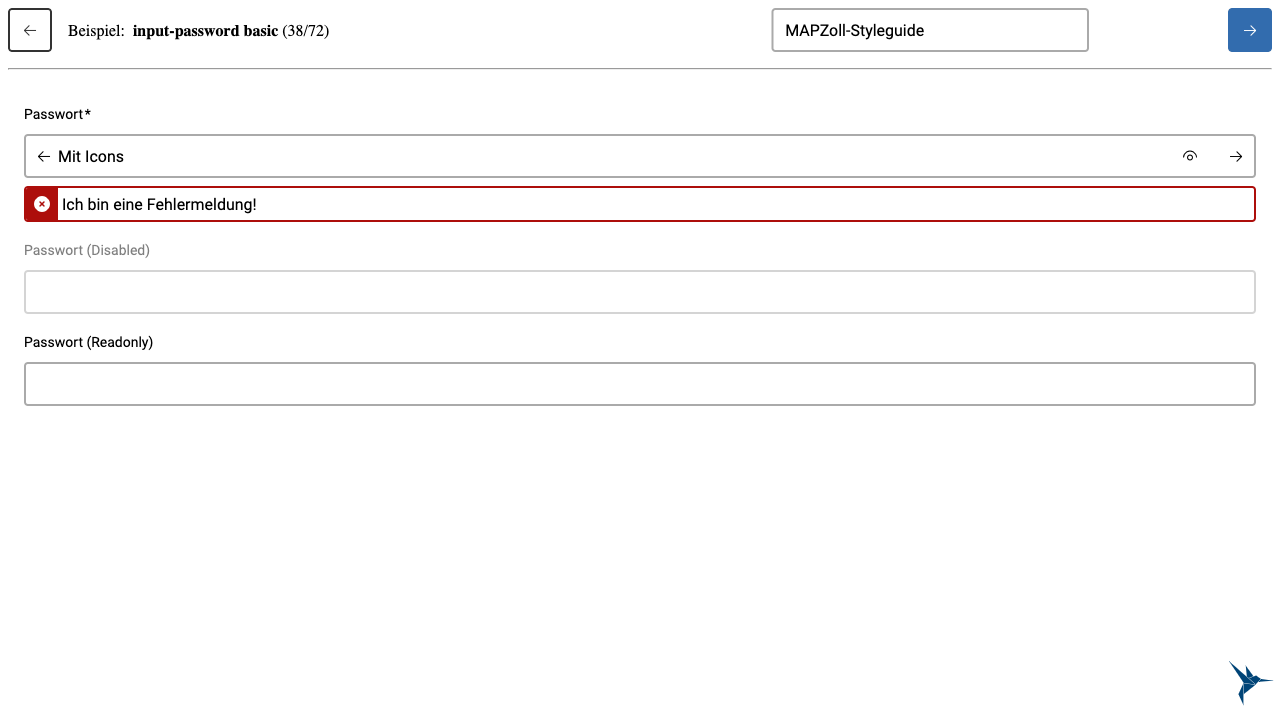 Beispiel: input-password basic (38/72)
MAPZoll-Styleguide
Passwort*
Mit Icons
Ich bin eine Fehlermeldung!
Passwort (Disabled)
Passwort (Readonly)